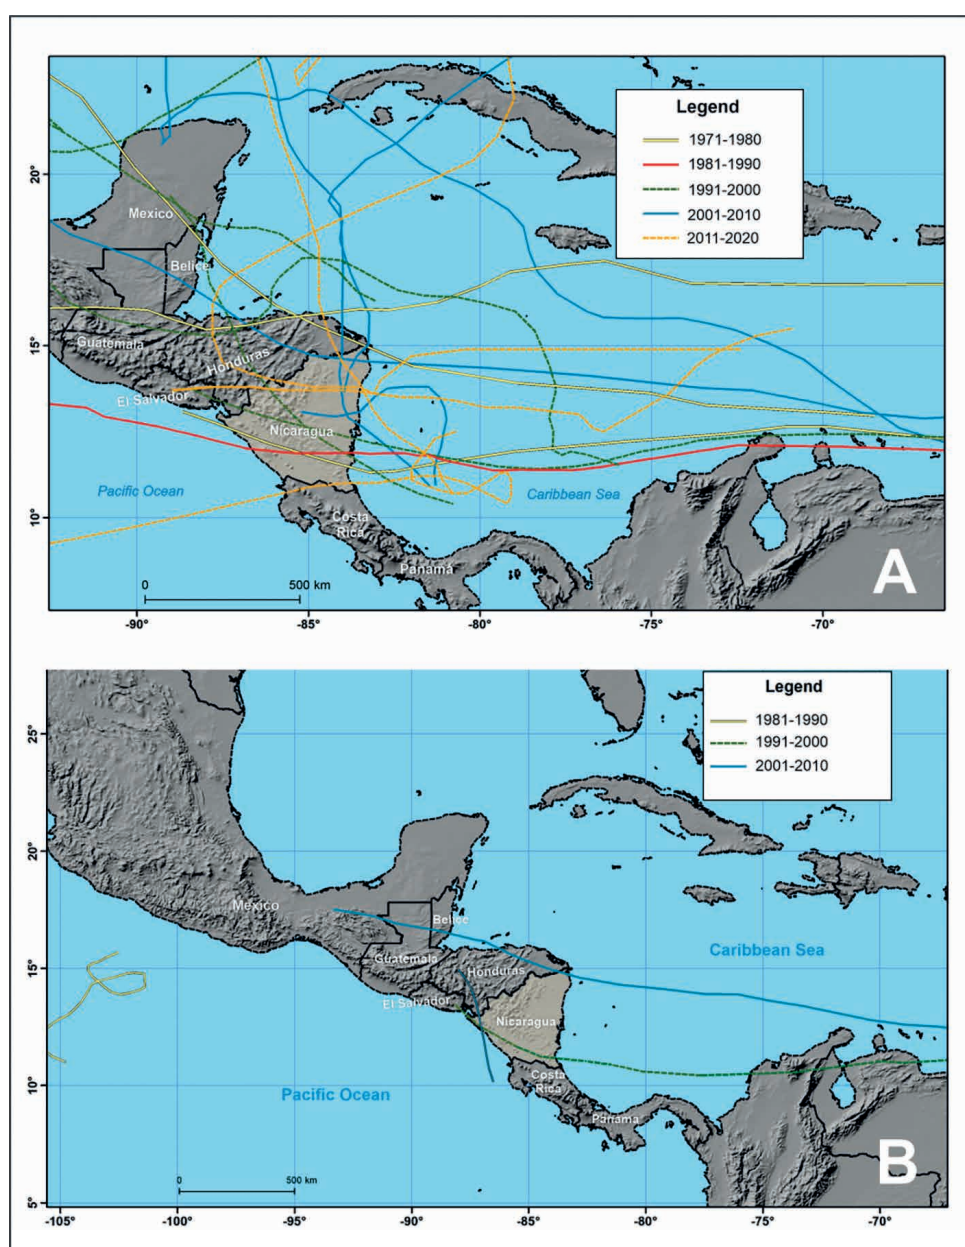 Legend
1971-1980
1981-1990
1991-2000
2001-2010
2011-2020
20°
15°
10°
Mexico
Belice
Guatemala
Honduras
El Salvador
Nicaragua
Pacific Ocean
Caribbean Sea
Costa
Rica
Panama
0
500 km
A
-90°
-85°
-80°
-75°
-70°
Legend
1981-1990
1991-2000
2001-2010
25°
20°
15°
10°
5°
Mexico
Belice
Caribbean Sea
Guatemala
Honduras
El Salvador
Nicaragua
Pacific Ocean
Costa
Rica
Panama
0
500 km
B
-105°
-100°
-95°
-90°
-85°
-80°
-75°
-70°